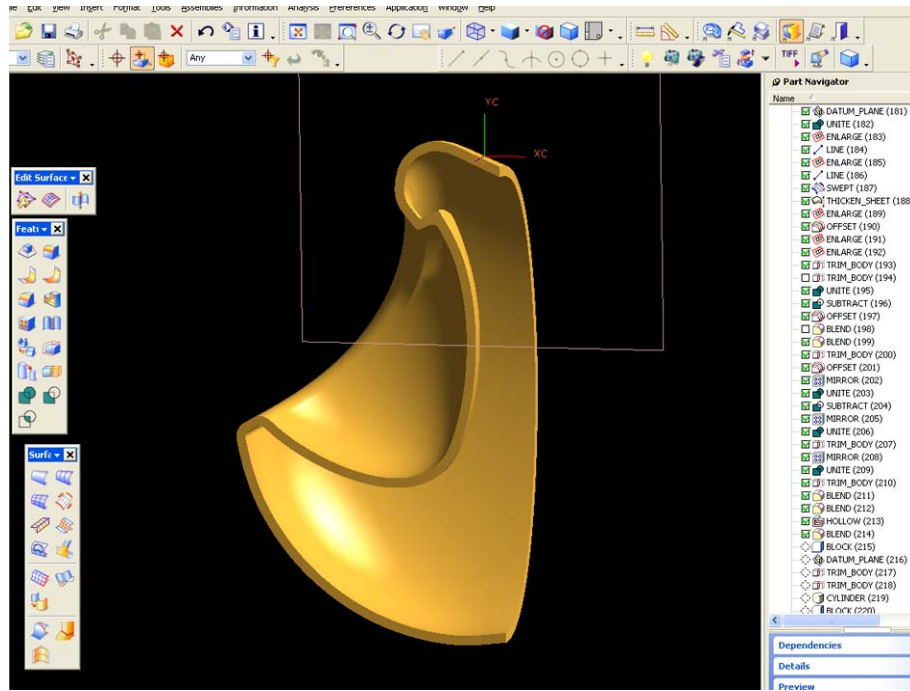 File Edit View Insert Format Tools Assemblies Information Analysis Preferences Application Window Help
Any
TIFF
Part Navigator
Name
YC
XC
Edit Surface
Feat
Surfa
DATUM_PLANE (181)
UNITE (182)
ENLARGE (183)
LINE (184)
ENLARGE (185)
LINE (186)
SWEPT (187)
THICKEN_SHEET (188
ENLARGE (189)
OFFSET (190)
ENLARGE (191)
ENLARGE (192)
TRIM_BODY (193)
TRIM_BODY (194)
UNITE (195)
SUBTRACT (196)
OFFSET (197)
BLEND (198)
BLEND (199)
TRIM_BODY (200)
OFFSET (201)
MIRROR (202)
UNITE (203)
SUBTRACT (204)
MIRROR (205)
UNITE (206)
TRIM_BODY (207)
MIRROR (208)
UNITE (209)
TRIM_BODY (210)
BLEND (211)
BLEND (212)
HOLLOW (213)
BLEND (214)
BLOCK (215)
DATUM_PLANE (216)
TRIM_BODY (217)
TRIM_BODY (218)
CYLINDER (219)
BLOCK (220)
Dependencies
Details
Preview